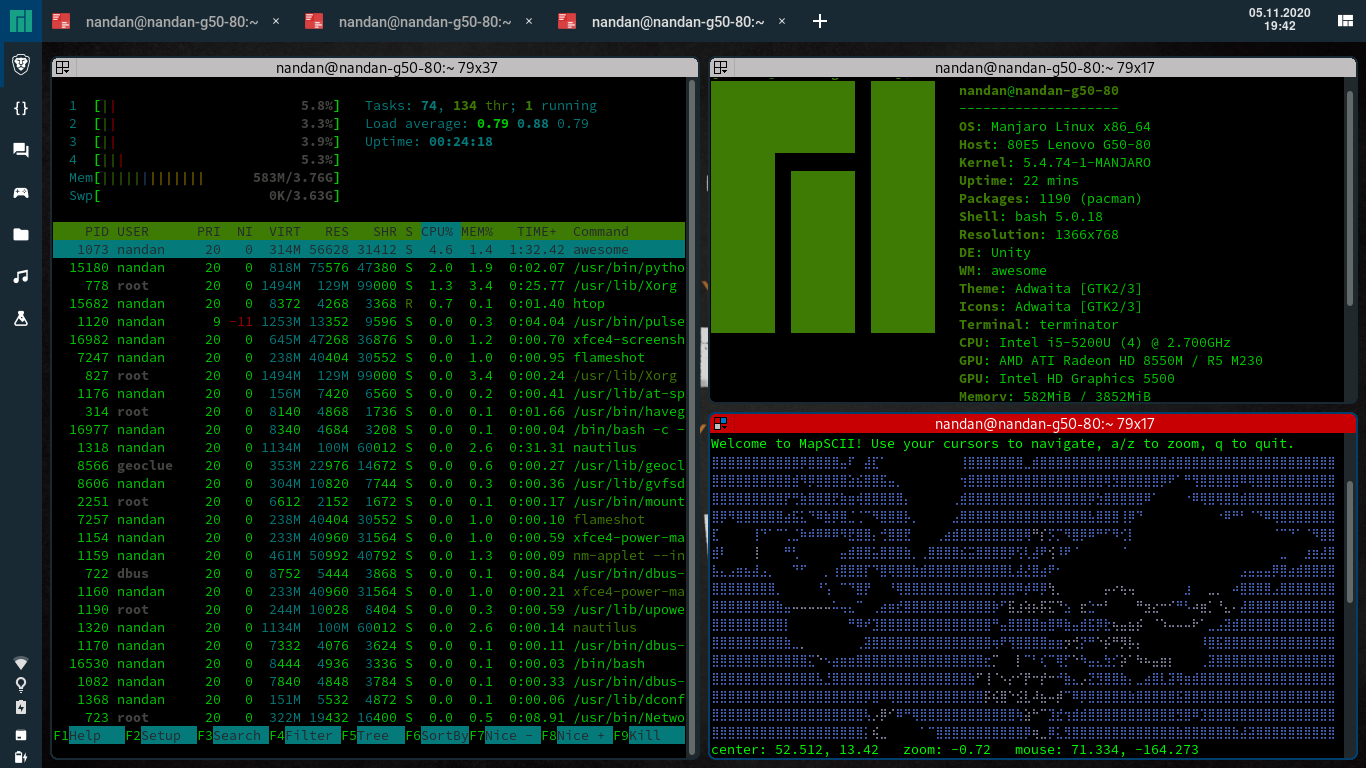 nandan@nandan-g50-80:~ × nandan@nandan-g50-80:~ × nandan@nandan-g50-80:~ × +
05.11.2020
19:42
nandan@nandan-g50-80:~ 79x37
1 [|| 5.8%] Tasks: 74, 134 thr; 1 running
2 [|| 3.3%] Load average: 0.79 0.88 0.79
3 [|| 3.9%] Uptime: 00:24:18
4 [||| 5.3%]
Mem[|||||||||||||| 583M/3.76G]
Swp[ 0K/3.63G]
PID USER PRI NI VIRT RES SHR S CPU% MEM% TIME+ Command
1073 nandan 20 0 314M 56628 31412 S 4.6 1.4 1:32.42 awesome
15180 nandan 20 0 818M 75576 47380 S 2.0 1.9 0:02.07 /usr/bin/pytho
778 root 20 0 1494M 129M 99000 S 1.3 3.4 0:25.77 /usr/lib/Xorg
15682 nandan 20 0 8372 4268 3368 R 0.7 0.1 0:01.40 htop
1120 nandan 9 -11 1253M 13352 9596 S 0.0 0.3 0:04.04 /usr/bin/pulse
16982 nandan 20 0 645M 47268 36876 S 0.0 1.2 0:00.70 xfce4-screensh
7247 nandan 20 0 238M 40404 30552 S 0.0 1.0 0:00.95 flameshot
827 root 20 0 1494M 129M 99000 S 0.0 3.4 0:00.24 /usr/lib/Xorg
1176 nandan 20 0 156M 7420 6560 S 0.0 0.2 0:00.41 /usr/lib/at-sp
314 root 20 0 8140 4868 1736 S 0.0 0.1 0:01.66 /usr/bin/haveg
16977 nandan 20 0 8340 4684 3208 S 0.0 0.1 0:00.04 /bin/bash -c -
1318 nandan 20 0 1134M 100M 60012 S 0.0 2.6 0:31.31 nautilus
8566 geoclue 20 0 353M 22976 14672 S 0.0 0.6 0:00.27 /usr/lib/geocl
8606 nandan 20 0 304M 10820 7744 S 0.0 0.3 0:00.36 /usr/lib/gvfsd
2251 root 20 0 6612 2152 1672 S 0.0 0.1 0:00.17 /usr/bin/mount
7257 nandan 20 0 238M 40404 30552 S 0.0 1.0 0:00.10 flameshot
1154 nandan 20 0 233M 40960 31564 S 0.0 1.0 0:00.59 xfce4-power-ma
1159 nandan 20 0 461M 50992 40792 S 0.0 1.3 0:00.09 nm-applet --in
722 dbus 20 0 8752 5444 3868 S 0.0 0.1 0:00.84 /usr/bin/dbus-
1160 nandan 20 0 233M 40960 31564 S 0.0 1.0 0:00.21 xfce4-power-ma
1190 root 20 0 244M 10028 8404 S 0.0 0.3 0:00.59 /usr/lib/upowe
1320 nandan 20 0 1134M 100M 60012 S 0.0 2.6 0:00.14 nautilus
1170 nandan 20 0 7332 4076 3624 S 0.0 0.1 0:00.11 /usr/bin/dbus-
16530 nandan 20 0 8444 4936 3336 S 0.0 0.1 0:00.03 /bin/bash
1082 nandan 20 0 7840 4848 3784 S 0.0 0.1 0:00.33 /usr/bin/dbus-
1368 nandan 20 0 151M 5532 4872 S 0.0 0.1 0:00.06 /usr/lib/dconf
723 root 20 0 322M 19432 16400 S 0.0 0.5 0:08.91 /usr/bin/Netwo
F1Help F2Setup F3Search F4Filter F5Tree F6SortBy F7Nice - F8Nice + F9Kill
nandan@nandan-g50-80:~ 79x17
nandan@nandan-g50-80
--------------------
OS: Manjaro Linux x86_64
Host: 80E5 Lenovo G50-80
Kernel: 5.4.74-1-MANJARO
Uptime: 22 mins
Packages: 1190 (pacman)
Shell: bash 5.0.18
Resolution: 1366x768
DE: Unity
WM: awesome
Theme: Adwaita [GTK2/3]
Icons: Adwaita [GTK2/3]
Terminal: terminator
CPU: Intel i5-5200U (4) @ 2.700GHz
GPU: AMD ATI Radeon HD 8550M / R5 M230
GPU: Intel HD Graphics 5500
Memory: 582MiB / 3852MiB
nandan@nandan-g50-80:~ 79x17
Welcome to MapSCII! Use your cursors to navigate, a/z to zoom, q to quit.
center: 52.512, 13.42 zoom: -0.72 mouse: 71.334, -164.273